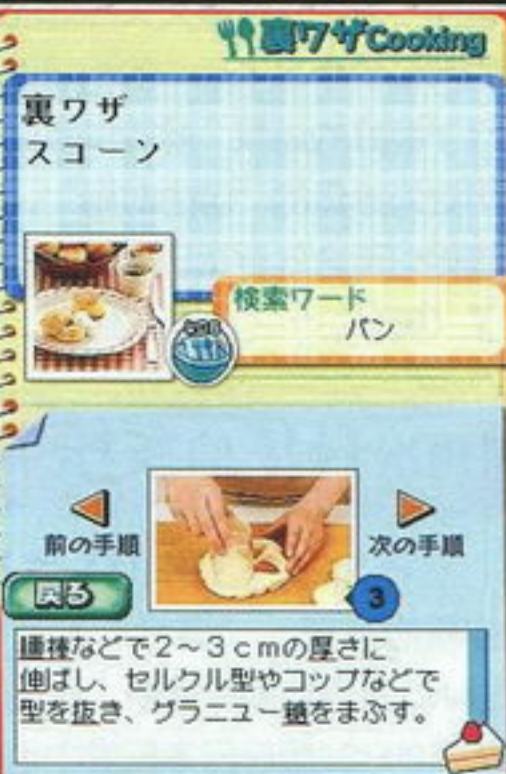 裏ワザCooking
裏ワザ
スコーン
検索ワード
パン
前の手順
次の手順
戻る
3
麺棒などで2~3cmの厚さに
伸ばし、セルクル型やコップなどで
型を抜き、グラニュー糖をまぶす。